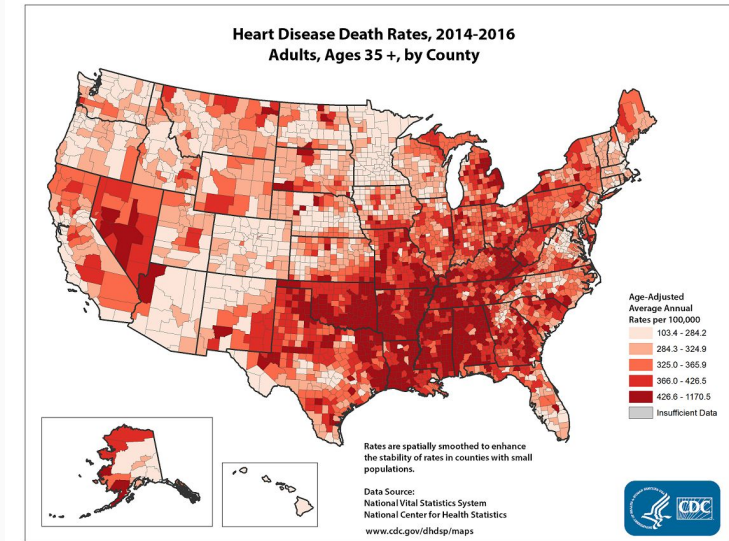 Heart Disease Death Rates, 2014-2016
Adults, Ages 35 +, by County
Age-Adjusted
Average Annual
Rates per 100,000
103.4 - 284.2
284.3 - 324.9
325.0 - 365.9
366.0 - 426.5
426.6 - 1170.5
Insufficient Data
Rates are spatially smoothed to enhance
the stability of rates in counties with small
populations.
Data Source:
National Vital Statistics System
National Center for Health Statistics
www.cdc.gov/dhdsp/maps
CDC